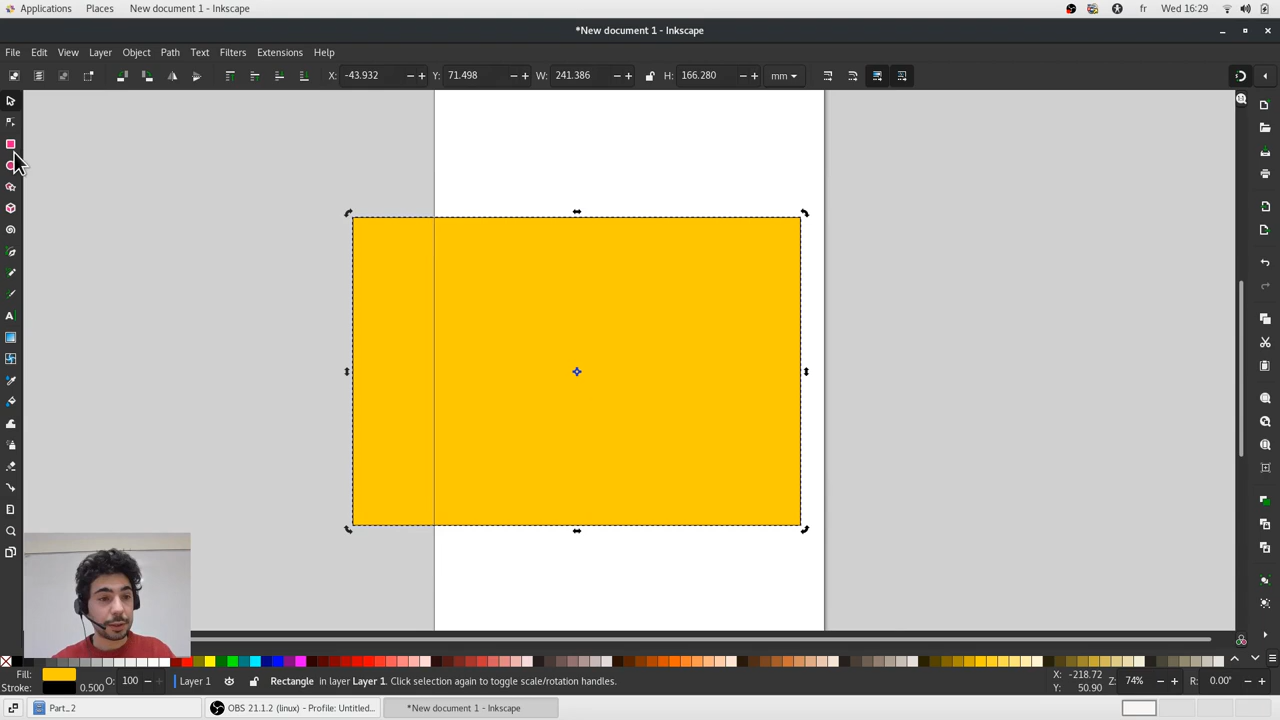 Applications Places New document 1 - Inkscape fr Wed 16:29
*New document 1 - Inkscape
File Edit View Layer Object Path Text Filters Extensions Help
X: -43.932 Y: 71.498 W: 241.386 H: 166.280 mm
Fill: O: 100 Layer 1 Rectangle in layer Layer 1. Click selection again to toggle scale/rotation handles. X: -218.72 Z: 74% R: 0.00°
Stroke: 0.500 Y: 50.90
Part_2 OBS 21.1.2 (linux) - Profile: Untitled... *New document 1 - Inkscape